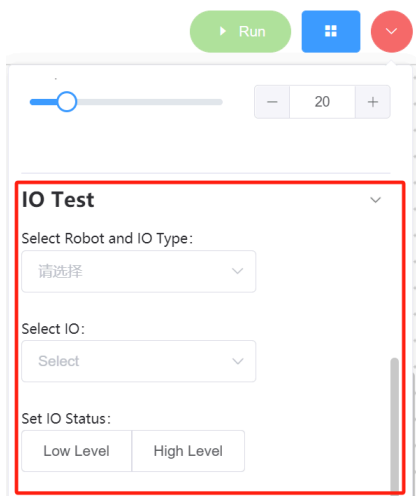 Run
20
IO Test
Select Robot and IO Type:
请选择
Select IO:
Select
Set IO Status:
Low Level High Level